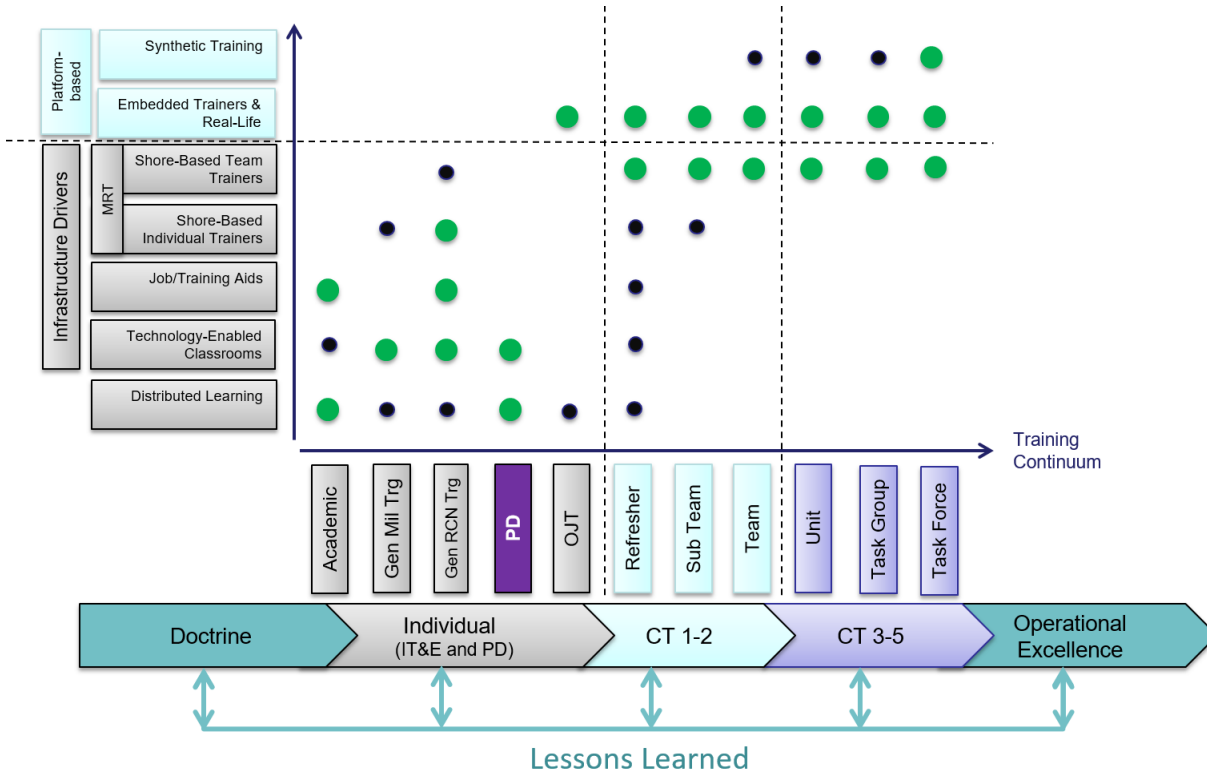 Platform-
based
Synthetic Training
Embedded Trainers &
Real-Life
Infrastructure Drivers
MRT
Shore-Based Team
Trainers
Shore-Based
Individual Trainers
Job/Training Aids
Technology-Enabled
Classrooms
Distributed Learning
Training
Continuum
Academic
Gen Mil Trg
Gen RCN Trg
PD
OJT
Refresher
Sub Team
Team
Unit
Task Group
Task Force
Doctrine
Individual
(IT&E and PD)
CT 1-2
CT 3-5
Operational
Excellence
Lessons Learned